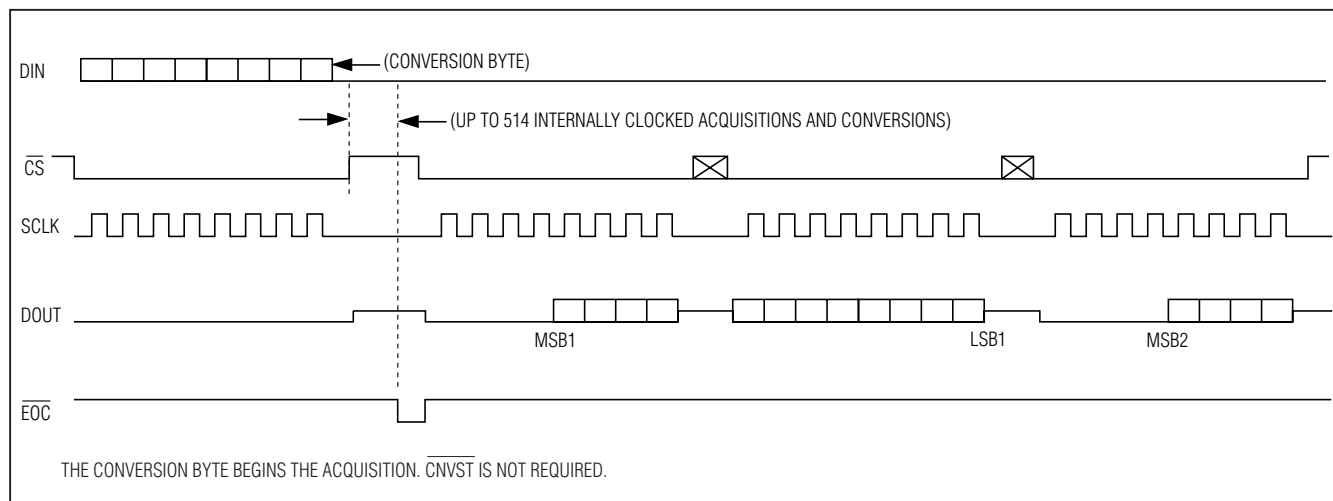 DIN
(CONVERSION BYTE)
(UP TO 514 INTERNALLY CLOCKED ACQUISITIONS AND CONVERSIONS)
CS
SCLK
DOUT
MSB1
LSB1
MSB2
EOC
THE CONVERSION BYTE BEGINS THE ACQUISITION. CNVST IS NOT REQUIRED.